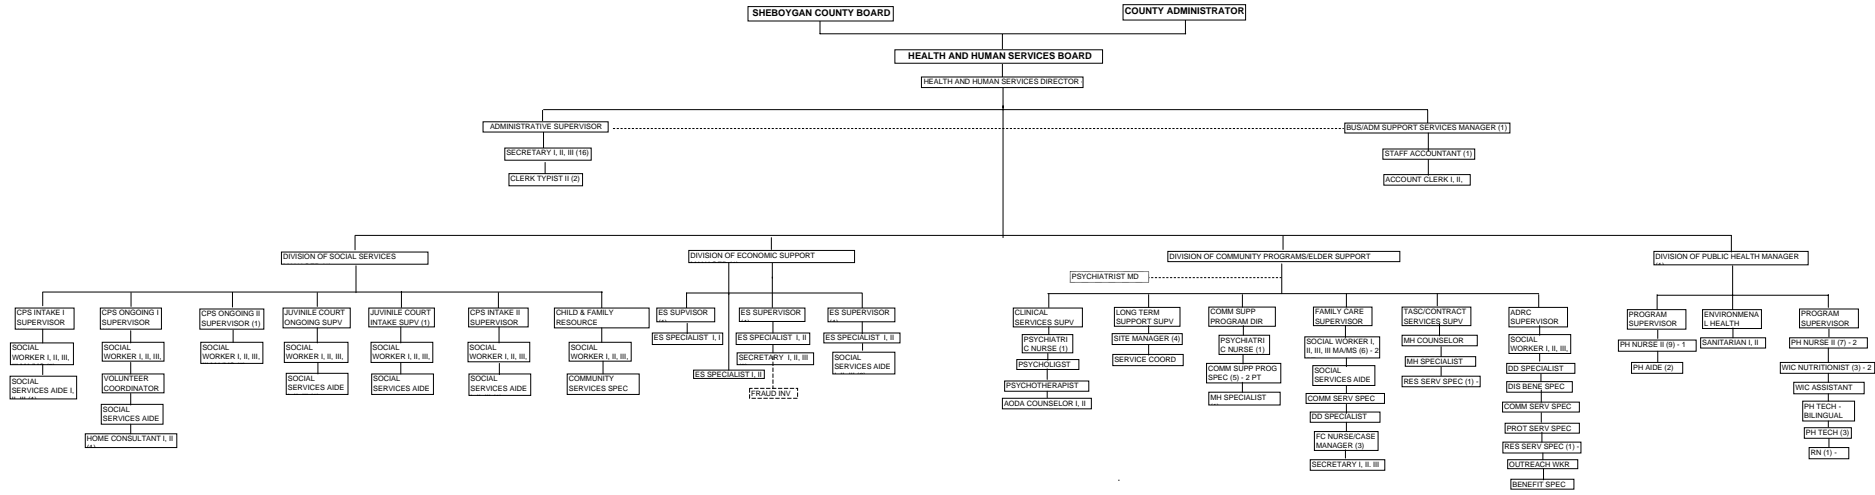 SHEBOYGAN COUNTY BOARD
COUNTY ADMINISTRATOR
HEALTH AND HUMAN SERVICES BOARD
HEALTH AND HUMAN SERVICES DIRECTOR
ADMINISTRATIVE SUPERVISOR
BUS/ADM SUPPORT SERVICES MANAGER (1)
SECRETARY I, II, III (16)
STAFF ACCOUNTANT (1)
CLERK TYPIST II (2)
ACCOUNT CLERK I, II,
DIVISION OF SOCIAL SERVICES
DIVISION OF ECONOMIC SUPPORT
DIVISION OF COMMUNITY PROGRAMS/ELDER SUPPORT
DIVISION OF PUBLIC HEALTH MANAGER
PSYCHIATRIST MD
CPS INTAKE I
SUPERVISOR
SOCIAL
WORKER I, II, III,
SOCIAL
SERVICES AIDE I,
CPS ONGOING I
SUPERVISOR
SOCIAL
WORKER I, II, III,
VOLUNTEER
COORDINATOR
SOCIAL
SERVICES AIDE
HOME CONSULTANT I, II
CPS ONGOING II
SUPERVISOR (1)
SOCIAL
WORKER I, II, III,
JUVINILE COURT
ONGOING SUPV
SOCIAL
WORKER I, II, III,
SOCIAL
SERVICES AIDE
JUVINILE COURT
INTAKE SUPV (1)
SOCIAL
WORKER I, II, III,
SOCIAL
SERVICES AIDE
CPS INTAKE II
SUPERVISOR
SOCIAL
WORKER I, II, III,
SOCIAL
SERVICES AIDE
CHILD & FAMILY
RESOURCE
SOCIAL
WORKER I, II, III,
COMMUNITY
SERVICES SPEC
ES SUPVISOR
ES SPECIALIST I, II
ES SPECIALIST I, II
ES SUPERVISOR
ES SPECIALIST I, II
SECRETARY I, II, III
FRAUD INV
ES SUPERVISOR
ES SPECIALIST I, II
SOCIAL
SERVICES AIDE
CLINICAL
SERVICES SUPV
PSYCHIATRI
C NURSE (1)
PSYCHOLIGST
PSYCHOTHERAPIST
AODA COUNSELOR I, II
LONG TERM
SUPPORT SUPV
SITE MANAGER (4)
SERVICE COORD
COMM SUPP
PROGRAM DIR
PSYCHIATRI
C NURSE (1)
COMM SUPP PROG
SPEC (5) - 2 PT
MH SPECIALIST
FAMILY CARE
SUPERVISOR
SOCIAL WORKER I,
II, III, III MA/MS (6) - 2
SOCIAL
SERVICES AIDE
COMM SERV SPEC
DD SPECIALIST
FC NURSE/CASE
MANAGER (3)
SECRETARY I, II. III
TASC/CONTRACT
SERVICES SUPV
MH COUNSELOR
MH SPECIALIST
RES SERV SPEC (1) -
ADRC
SUPERVISOR
SOCIAL
WORKER I, II, III,
DD SPECIALIST
DIS BENE SPEC
COMM SERV SPEC
PROT SERV SPEC
RES SERV SPEC (1) -
OUTREACH WKR
BENEFIT SPEC
PROGRAM
SUPERVISOR
PH NURSE II (9) - 1
PH AIDE (2)
ENVIRONMENA
L HEALTH
SANITARIAN I, II
PROGRAM
SUPERVISOR
PH NURSE II (7) - 2
WIC NUTRITIONIST (3) - 2
WIC ASSISTANT
PH TECH -
BILINGUAL
PH TECH (3)
RN (1) -